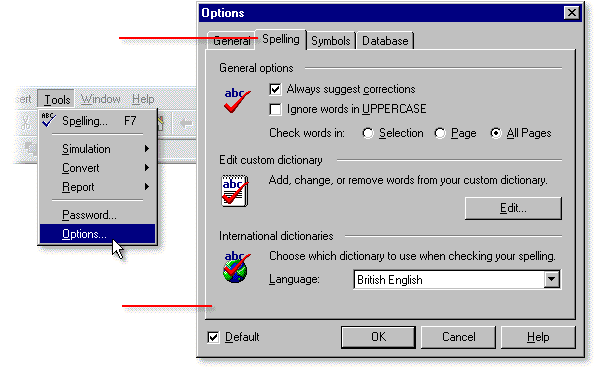 Options
General Spelling Symbols Database
General options
abc
Always suggest corrections
Ignore words in UPPERCASE
Check words in: Selection Page All Pages
Edit custom dictionary
abc
Add, change, or remove words from your custom dictionary.
Edit...
International dictionaries
abc
Choose which dictionary to use when checking your spelling.
Language: British English
Default OK Cancel Help
ert Tools Window Help
ABC Spelling... F7
Simulation
Convert
Report
Password...
Options...